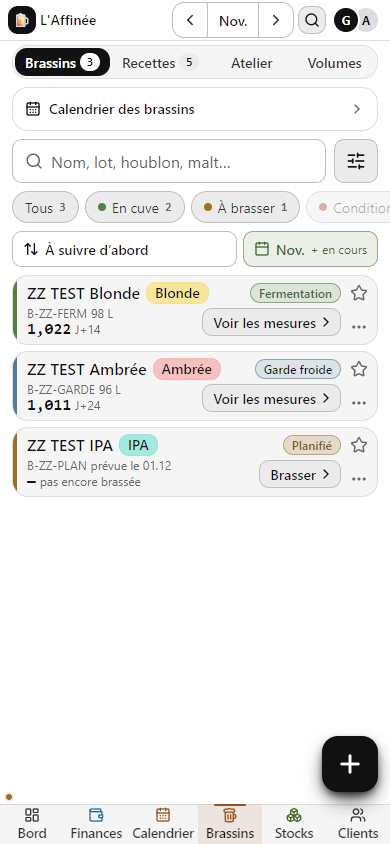 L'Affinée
Nov.
G A
Brassins 3 Recettes 5 Atelier Volumes
Calendrier des brassins
Nom, lot, houblon, malt...
Tous 3 En cuve 2 À brasser 1 Condition
À suivre d'abord
Nov. + en cours
ZZ TEST Blonde Blonde Fermentation
B-ZZ-FERM 98 L
1,022 J+14
Voir les mesures
ZZ TEST Ambrée Ambrée Garde froide
B-ZZ-GARDE 96 L
1,011 J+24
Voir les mesures
ZZ TEST IPA IPA Planifié
B-ZZ-PLAN prévue le 01.12
— pas encore brassée
Brasser
Bord Finances Calendrier Brassins Stocks Clients